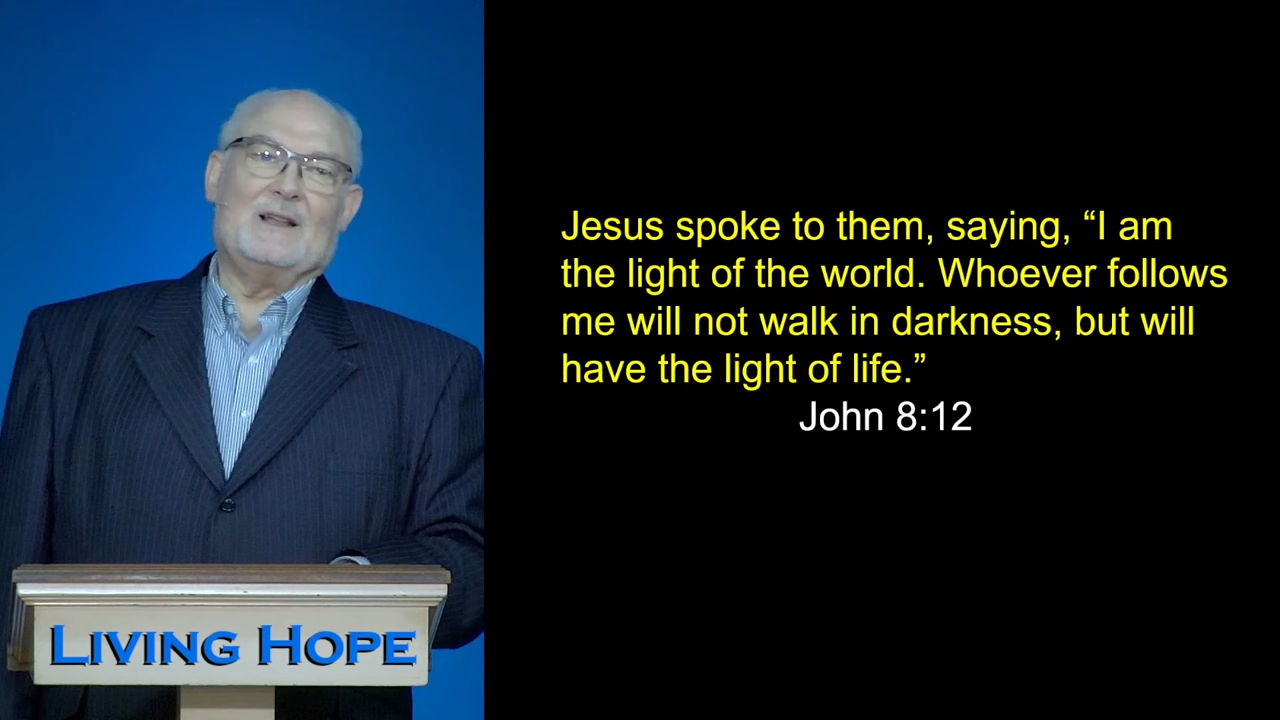 Jesus spoke to them, saying, “I am
the light of the world. Whoever follows
me will not walk in darkness, but will
have the light of life.”
John 8:12
LIVING HOPE